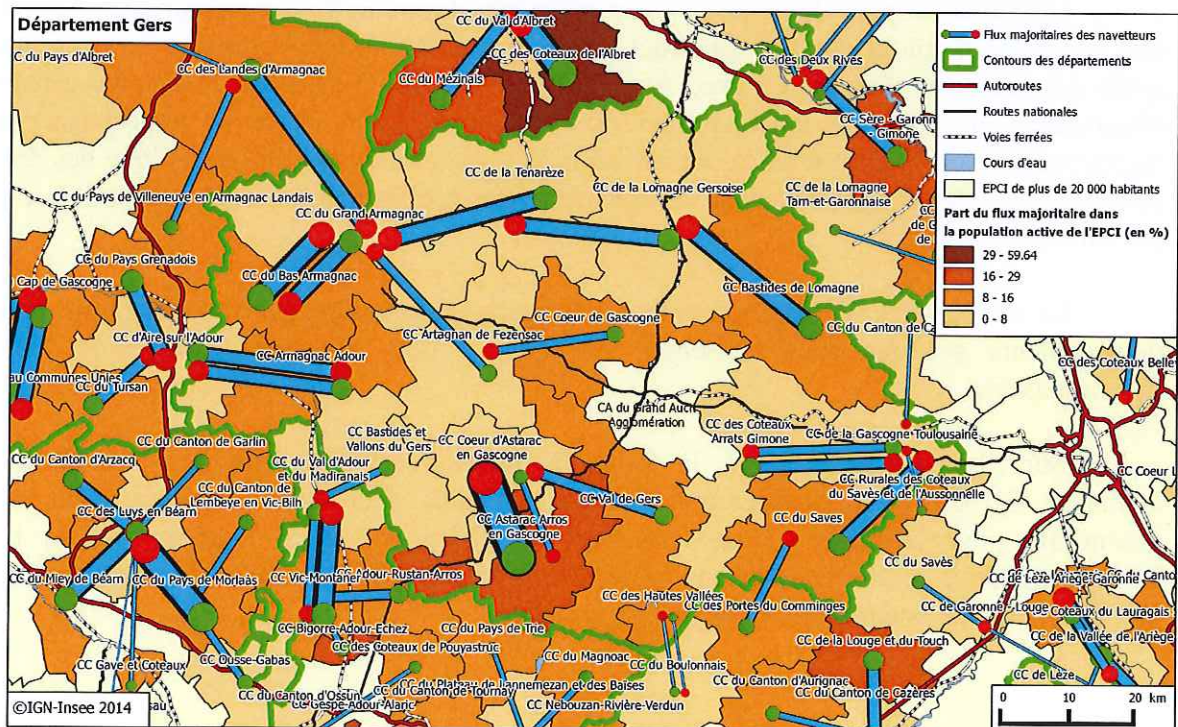 Département Gers
CC du Val d'Albret
CC des Coteaux de l'Albret
CC du Pays d'Albret
CC des Landes d'Armagnac
CC du Mézinais
CC des Deux Rives
CC Sère - Garonne
- Gimone
CC de la Tenarèze
CC de la Lomagne Gersoise
CC de la Lomagne
Tarn-et-Garonnaise
CC du Pays de Villeneuve en Armagnac Landais
CC du Grand Armagnac
CC du Pays Grenadois
CC du Bas Armagnac
Cap de Gascogne
CC Bastides de Lomagne
CC Coeur de Gascogne
CC du Canton de Ca
CC d'Aire sur l'Adour
CC Artagnan de Fezensac
CC Armagnac Adour
CC des Coteaux Belle
au Communes Unies
CC du Tursan
CA du Grand Auch
Agglomération
CC des Coteaux
Arrats Gimone
CC de la Gascogne Toulousaine
CC Bastides et
Vallons du Gers
CC du Canton de Garlin
CC Coeur d'Astarac
en Gascogne
CC du Canton d'Arzacq
CC du Val d'Adour
et du Madiranais
CC Rurales des Coteaux
du Savès et de l'Aussonnelle
CC Coeur L
CC du Canton de
Lembeye en Vic-Bilh
CC Val de Gers
CC des Luys en Béarn
CC Astarac Arros
en Gascogne
CC du Saves
CC du Savès
CC du Miey de Béarn
CC du Pays de Morlaàs
CC Vic-Montaner
CC Adour-Rustan-Arros
CC de Lèze Ariège Garonne
CC du Canto
CC des Hautes Vallées
CC des Portes du Comminges
CC de Garonne - Louge
Coteaux du Lauragais
CC Bigorre-Adour-Echez
CC du Pays de Trie
CC de la Vallée de l'Ariège
CC des Coteaux de Pouyastruc
CC de la Louge et du Touch
CC Gave et Coteaux
CC Ousse-Gabas
CC du Magnoac
CC du Boulonnais
CC de Lèze
CC du Canton d'Ossun
CC du Plateau de Lannemezan et des Baïses
CC du Canton d'Aurignac
CC Gespe-Adour-Alaric
CC du Canton de Tournay
CC Nebouzan-Rivière-Verdun
CC du Canton de Cazères
©IGN-Insee 2014
Flux majoritaires des navetteurs
Contours des départements
Autoroutes
Routes nationales
Voies ferrées
Cours d'eau
EPCI de plus de 20 000 habitants
Part du flux majoritaire dans
la population active de l'EPCI (en %)
29 - 59.64
16 - 29
8 - 16
0 - 8
0 10 20 km